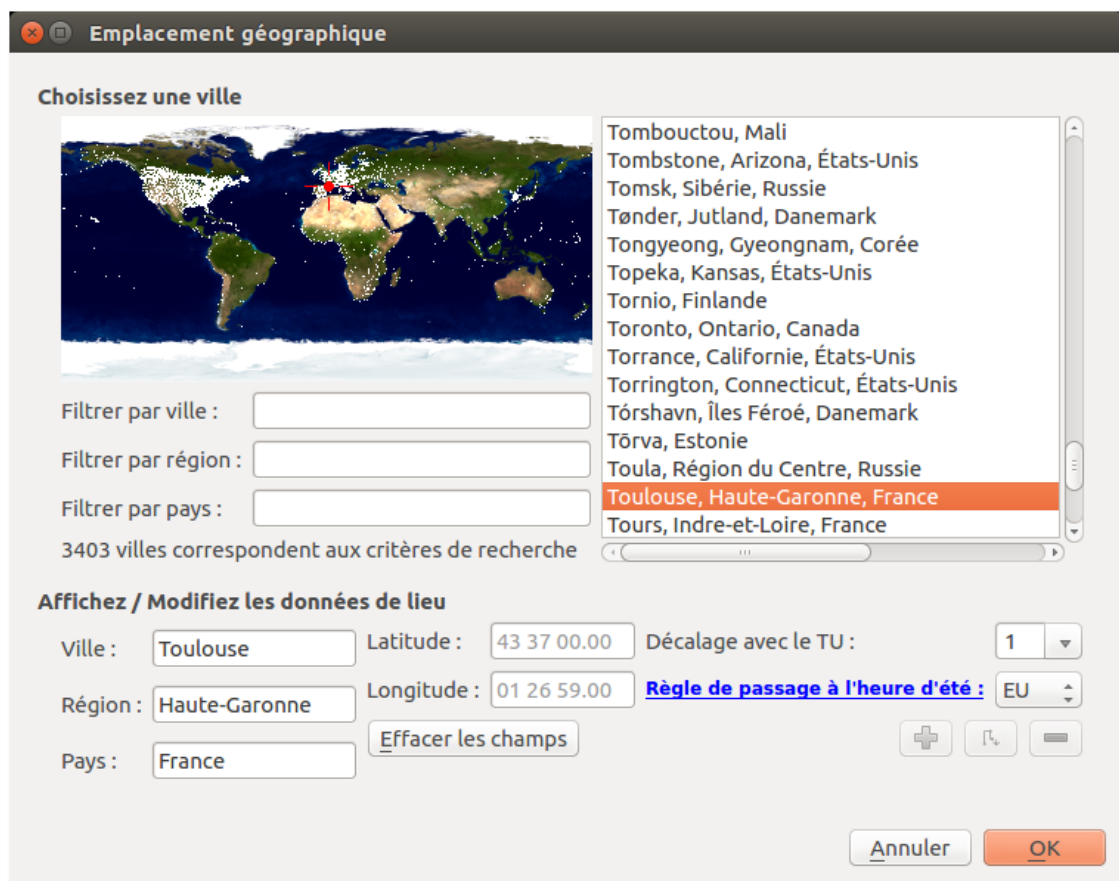 Emplacement géographique
Choisissez une ville
Tombouctou, Mali
Tombstone, Arizona, États-Unis
Tomsk, Sibérie, Russie
Tønder, Jutland, Danemark
Tongyeong, Gyeongnam, Corée
Topeka, Kansas, États-Unis
Tornio, Finlande
Toronto, Ontario, Canada
Torrance, Californie, États-Unis
Torrington, Connecticut, États-Unis
Tórshavn, Îles Féroé, Danemark
Tõrva, Estonie
Toula, Région du Centre, Russie
Toulouse, Haute-Garonne, France
Tours, Indre-et-Loire, France
Filtrer par ville :
Filtrer par région :
Filtrer par pays :
3403 villes correspondent aux critères de recherche
Affichez / Modifiez les données de lieu
Ville : Toulouse Latitude : 43 37 00.00 Décalage avec le TU : 1
Région : Haute-Garonne Longitude : 01 26 59.00 Règle de passage à l'heure d'été : EU
Pays : France Effacer les champs
Annuler OK